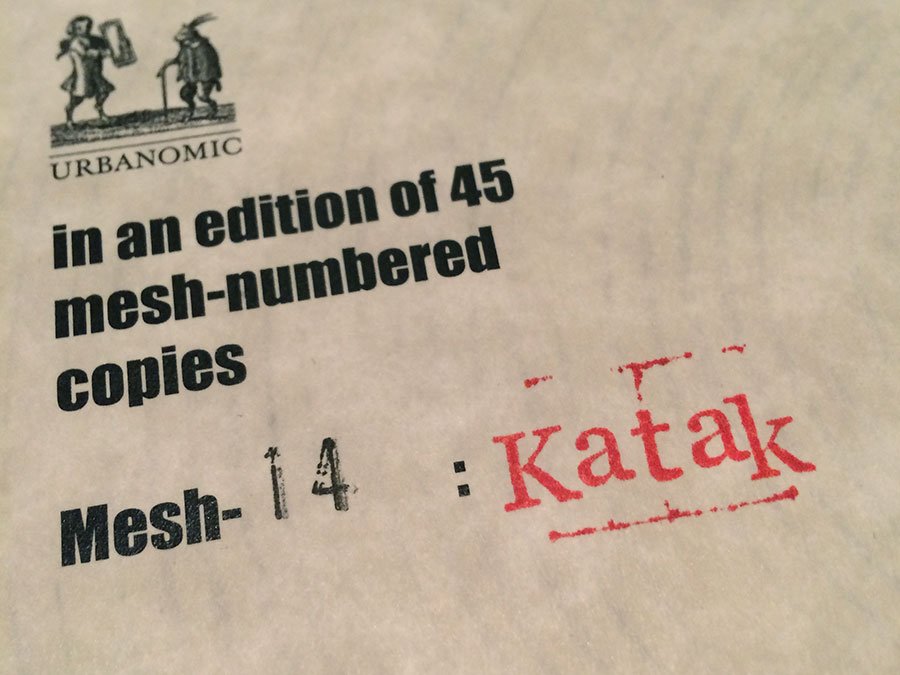 URBANOMIC
in an edition of 45
mesh-numbered
copies
Mesh- 14 : Katak